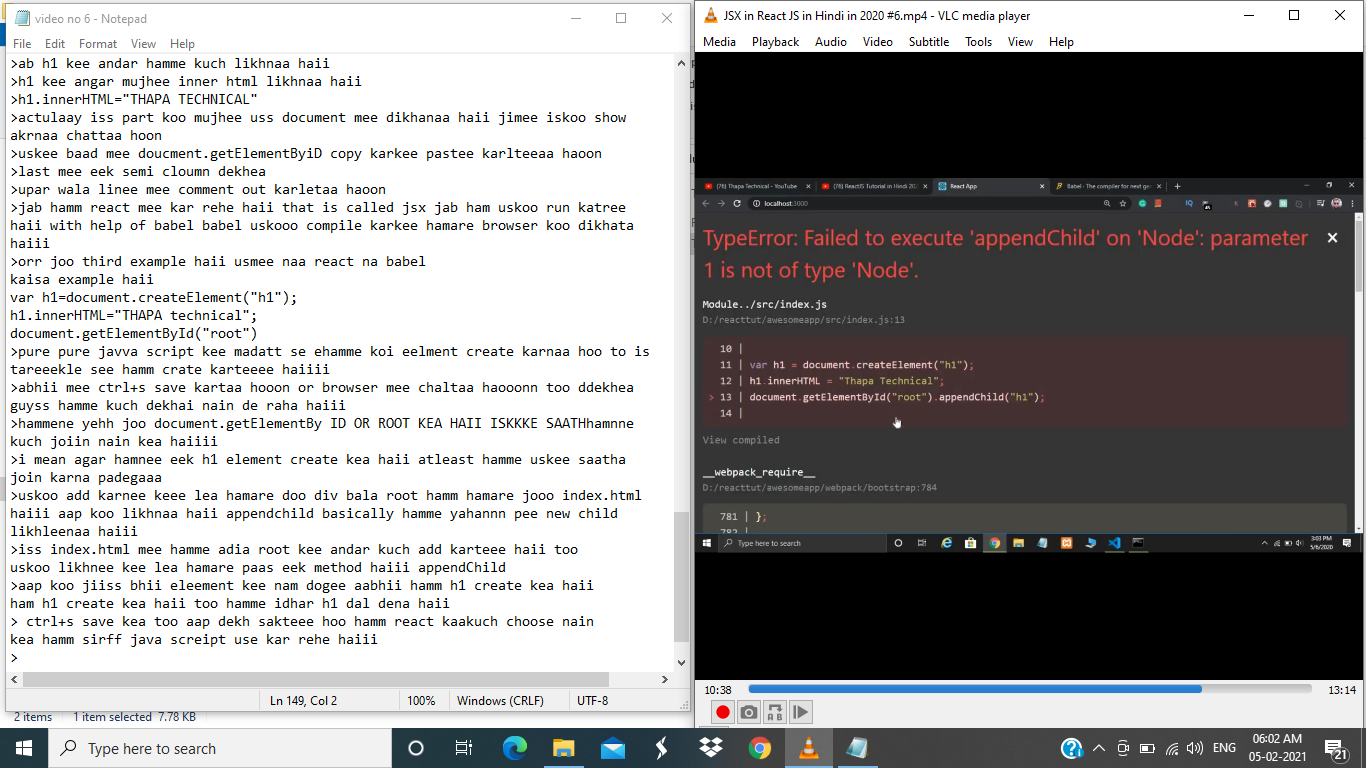 video no 6 - Notepad
File Edit Format View Help
>ab h1 kee andar hamme kuch likhnaa haii
>h1 kee angar mujhee inner html likhnaa haii
>h1.innerHTML="THAPA TECHNICAL"
>actulaay iss part koo mujhee uss document mee dikhanaa haii jimee iskoo show
akrnaa chattaa hoon
>uskee baad mee doucment.getElementByiD copy karkee pastee karlteeaa haoon
>last mee eek semi cloumn dekhea
>upar wala linee mee comment out karletaa haoon
>jab hamm react mee kar rehe haii that is called jsx jab ham uskoo run katree
haii with help of babel babel uskooo compile karkee hamare browser koo dikhata
haiii
>orr joo third example haii usmee naa react na babel
kaisa example haii
var h1=document.createElement("h1");
h1.innerHTML="THAPA technical";
document.getElementById("root")
>pure pure javva script kee madatt se ehamme koi eelment create karnaa hoo to is
tareeekle see hamm crate karteeee haiiii
>abhii mee ctrl+s save kartaa hooon or browser mee chaltaa haooonn too ddekhea
guyss hamme kuch dekhai nain de raha haiii
>hammene yehh joo document.getElementBy ID OR ROOT KEA HAII ISKKKE SAATHhamnne
kuch joiin nain kea haiiii
>i mean agar hamnee eek h1 element create kea haii atleast hamme uskee saatha
join karna padegaaa
>uskoo add karnee keee lea hamare doo div bala root hamm hamare jooo index.html
haiii aap koo likhnaa haii appendchild basically hamme yahannn pee new child
likhleenaa haiii
>iss index.html mee hamme adia root kee andar kuch add karteee haii too
uskoo likhnee kee lea hamare paas eek method haiii appendChild
>aap koo jiiss bhii eleement kee nam dogee aabhii hamm h1 create kea haii
ham h1 create kea haii too hamme idhar h1 dal dena haii
> ctrl+s save kea too aap dekh sakteee hoo hamm react kaakuch choose nain
kea hamm sirff java screipt use kar rehe haiii
>
Ln 149, Col 2 100% Windows (CRLF) UTF-8
2 items 1 item selected 7.78 KB
JSX in React JS in Hindi in 2020 #6.mp4 - VLC media player
Media Playback Audio Video Subtitle Tools View Help
(76) Thapa Technical - YouTube (76) ReactJS Tutorial in Hindi 202 React App Babel - The compiler for next ge
localhost:3000
TypeError: Failed to execute 'appendChild' on 'Node': parameter
1 is not of type 'Node'.
Module../src/index.js
D:/reacttut/awesomeapp/src/index.js:13
10 |
11 | var h1 = document.createElement("h1");
12 | h1.innerHTML = "Thapa Technical";
> 13 | document.getElementById("root").appendChild("h1");
14 |
View compiled
__webpack_require__
D:/reacttut/awesomeapp/webpack/bootstrap:784
781 | };
782 |
Type here to search
3:03 PM
5/6/2020
10:38 13:14
Type here to search
ENG
06:02 AM
05-02-2021
21